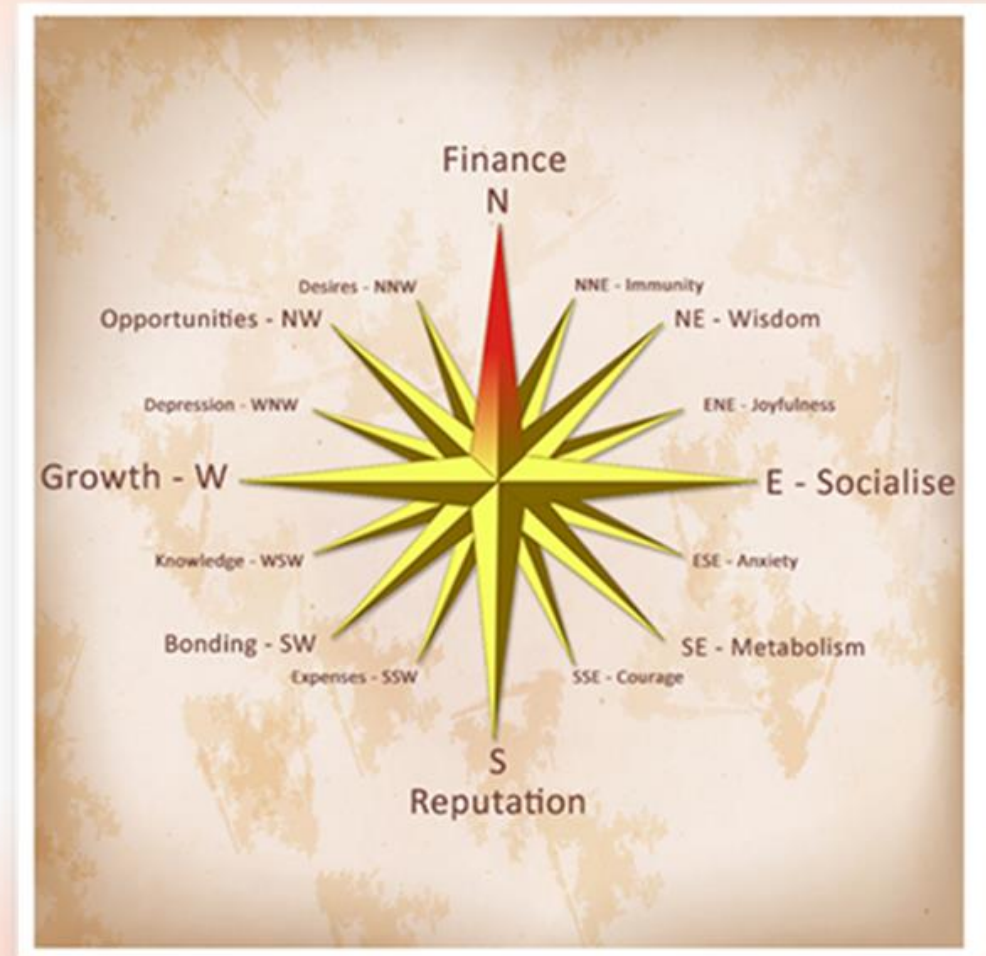 Finance
N
Desires - NNW
NNE - Immunity
Opportunities - NW
NE - Wisdom
Depression - WNW
ENE - Joyfulness
Growth - W
E - Socialise
Knowledge - WSW
ESE - Anxiety
Bonding - SW
SE - Metabolism
Expenses - SSW
SSE - Courage
S
Reputation